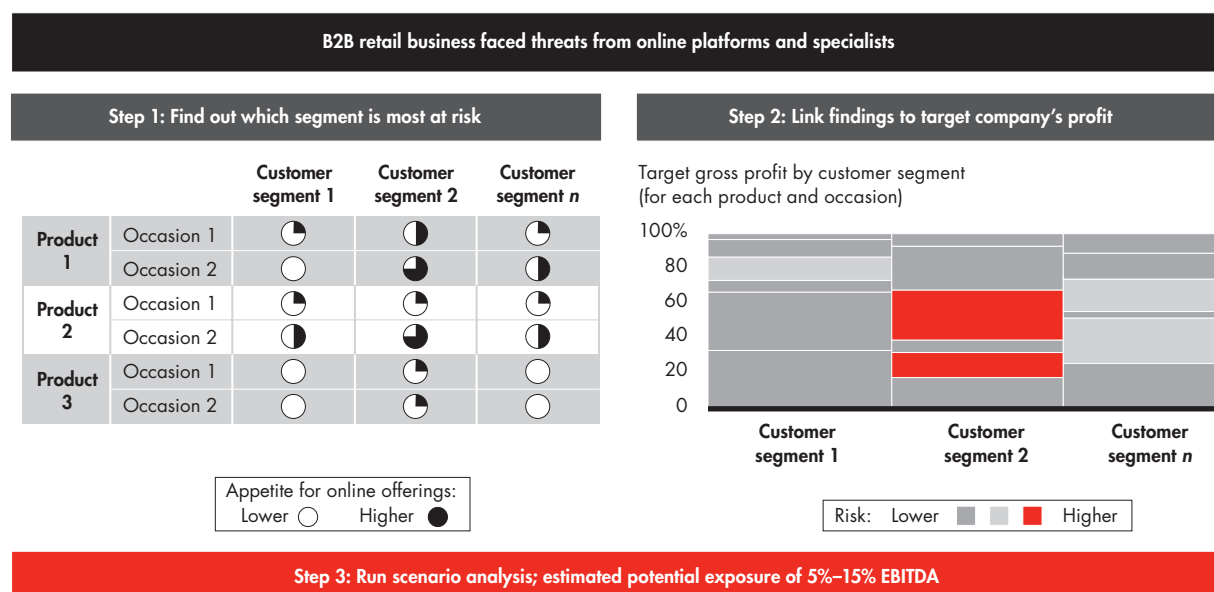 B2B retail business faced threats from online platforms and specialists
Step 1: Find out which segment is most at risk
Customer segment 1
Customer segment 2
Customer segment n
Product 1
Occasion 1
Occasion 2
Product 2
Occasion 1
Occasion 2
Product 3
Occasion 1
Occasion 2
Appetite for online offerings:
Lower Higher
Step 2: Link findings to target company’s profit
Target gross profit by customer segment
(for each product and occasion)
100%
80
60
40
20
0
Customer segment 1
Customer segment 2
Customer segment n
Risk: Lower Higher
Step 3: Run scenario analysis; estimated potential exposure of 5%–15% EBITDA